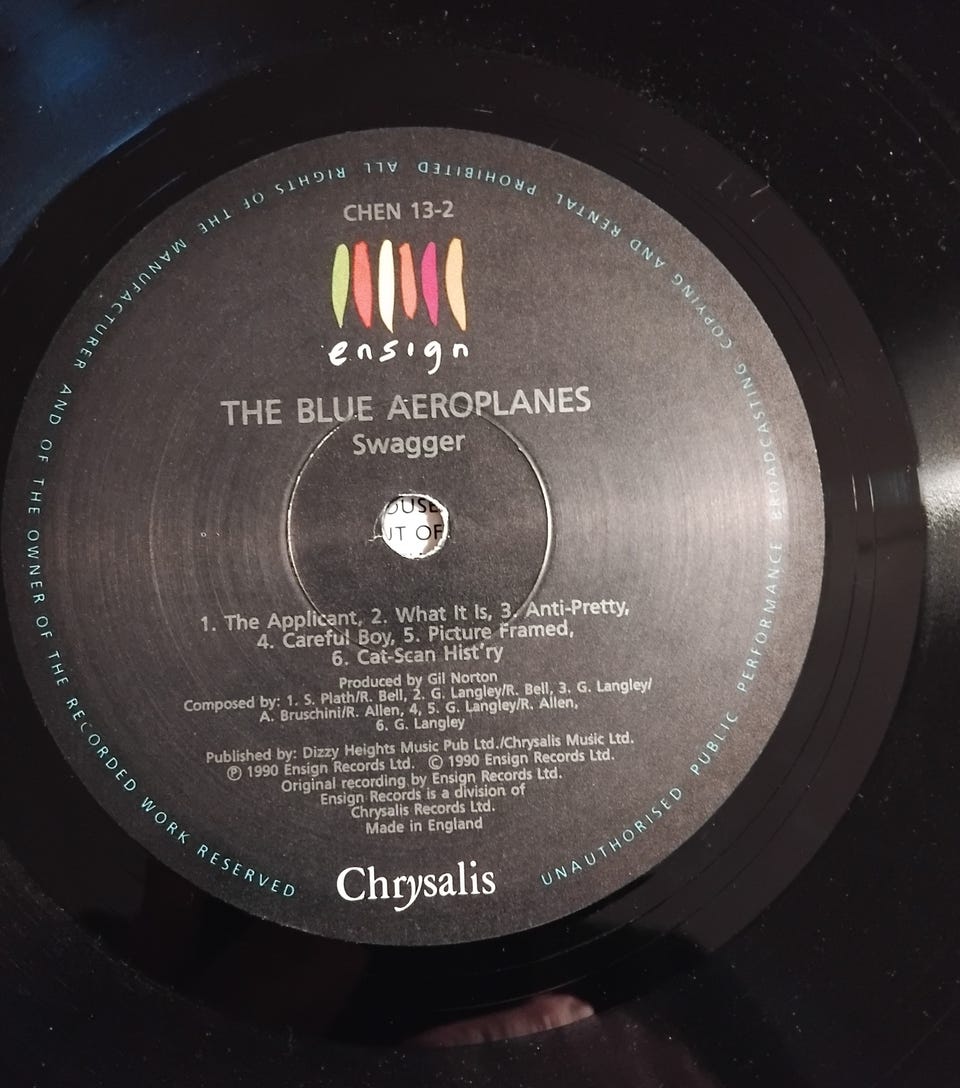 CHEN 13-2
ensign
THE BLUE AEROPLANES
Swagger
OUSE
UT OF
1. The Applicant, 2. What It Is, 3. Anti-Pretty,
4. Careful Boy, 5. Picture Framed,
6. Cat-Scan Hist'ry
Produced by Gil Norton
Composed by: 1. S. Plath/R. Bell, 2. G. Langley/R. Bell, 3. G. Langley/
A. Bruschini/R. Allen, 4, 5. G. Langley/R. Allen,
6. G. Langley
Published by: Dizzy Heights Music Pub Ltd./Chrysalis Music Ltd.
℗ 1990 Ensign Records Ltd. © 1990 Ensign Records Ltd.
Original recording by Ensign Records Ltd.
Ensign Records is a division of
Chrysalis Records Ltd.
Made in England
Chrysalis
UNAUTHORISED PUBLIC PERFORMANCE BROADCASTING COPYING AND RENTAL PROHIBITED ALL RIGHTS OF THE MANUFACTURER AND OF THE OWNER OF THE RECORDED WORK RESERVED